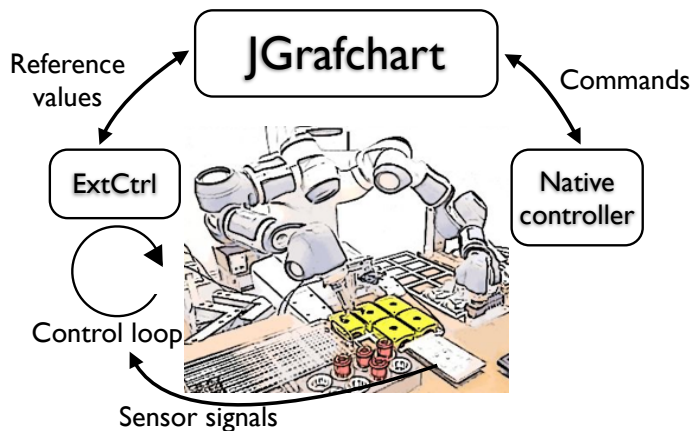 JGrafchart
Reference
values
Commands
ExtCtrl
Native
controller
Control loop
Sensor signals